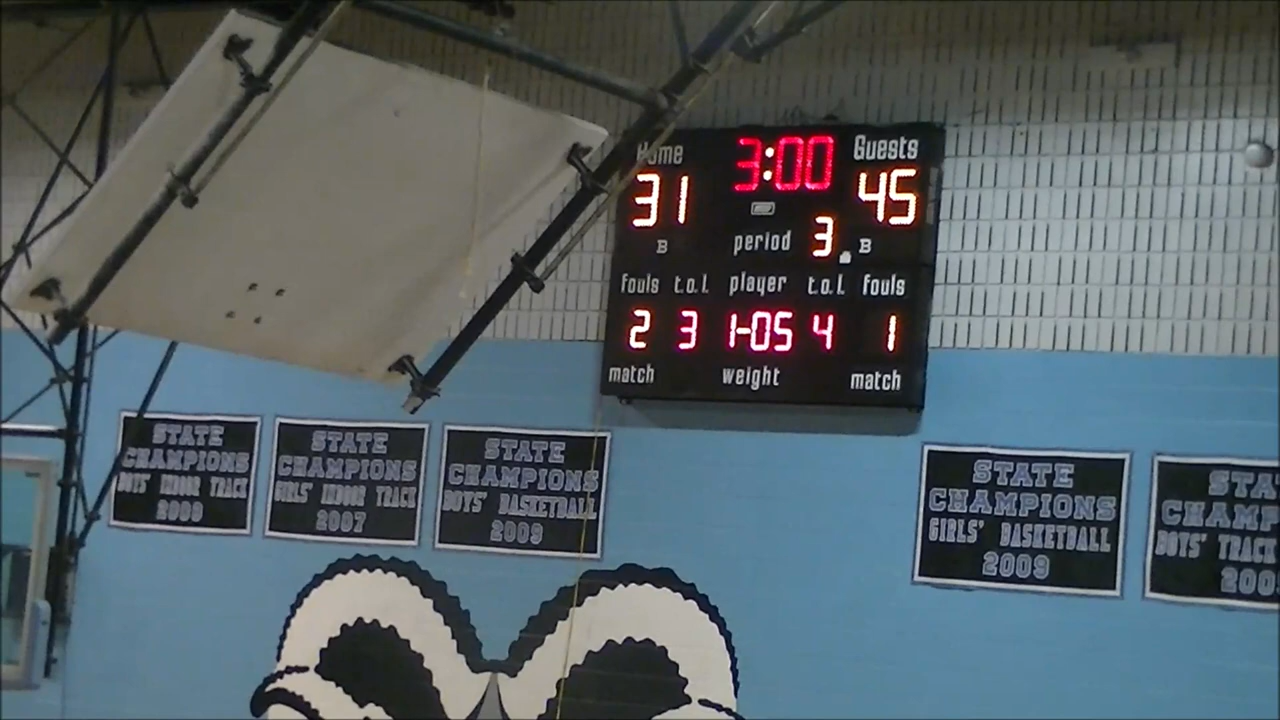 Home 3:00 Guests
31 45
B period 3. B
fouls t.o.l. player t.o.l. fouls
2 3 1-05 4 1
match weight match
STATE
CHAMPIONS
BOYS' INDOOR TRACK
STATE
CHAMPIONS
GIRLS' INDOOR TRACK
2007
STATE
CHAMPIONS
BOYS' BASKETBALL
2009
STATE
CHAMPIONS
GIRLS' BASKETBALL
2009
STA
CHAMP
BOYS' TRACK
200